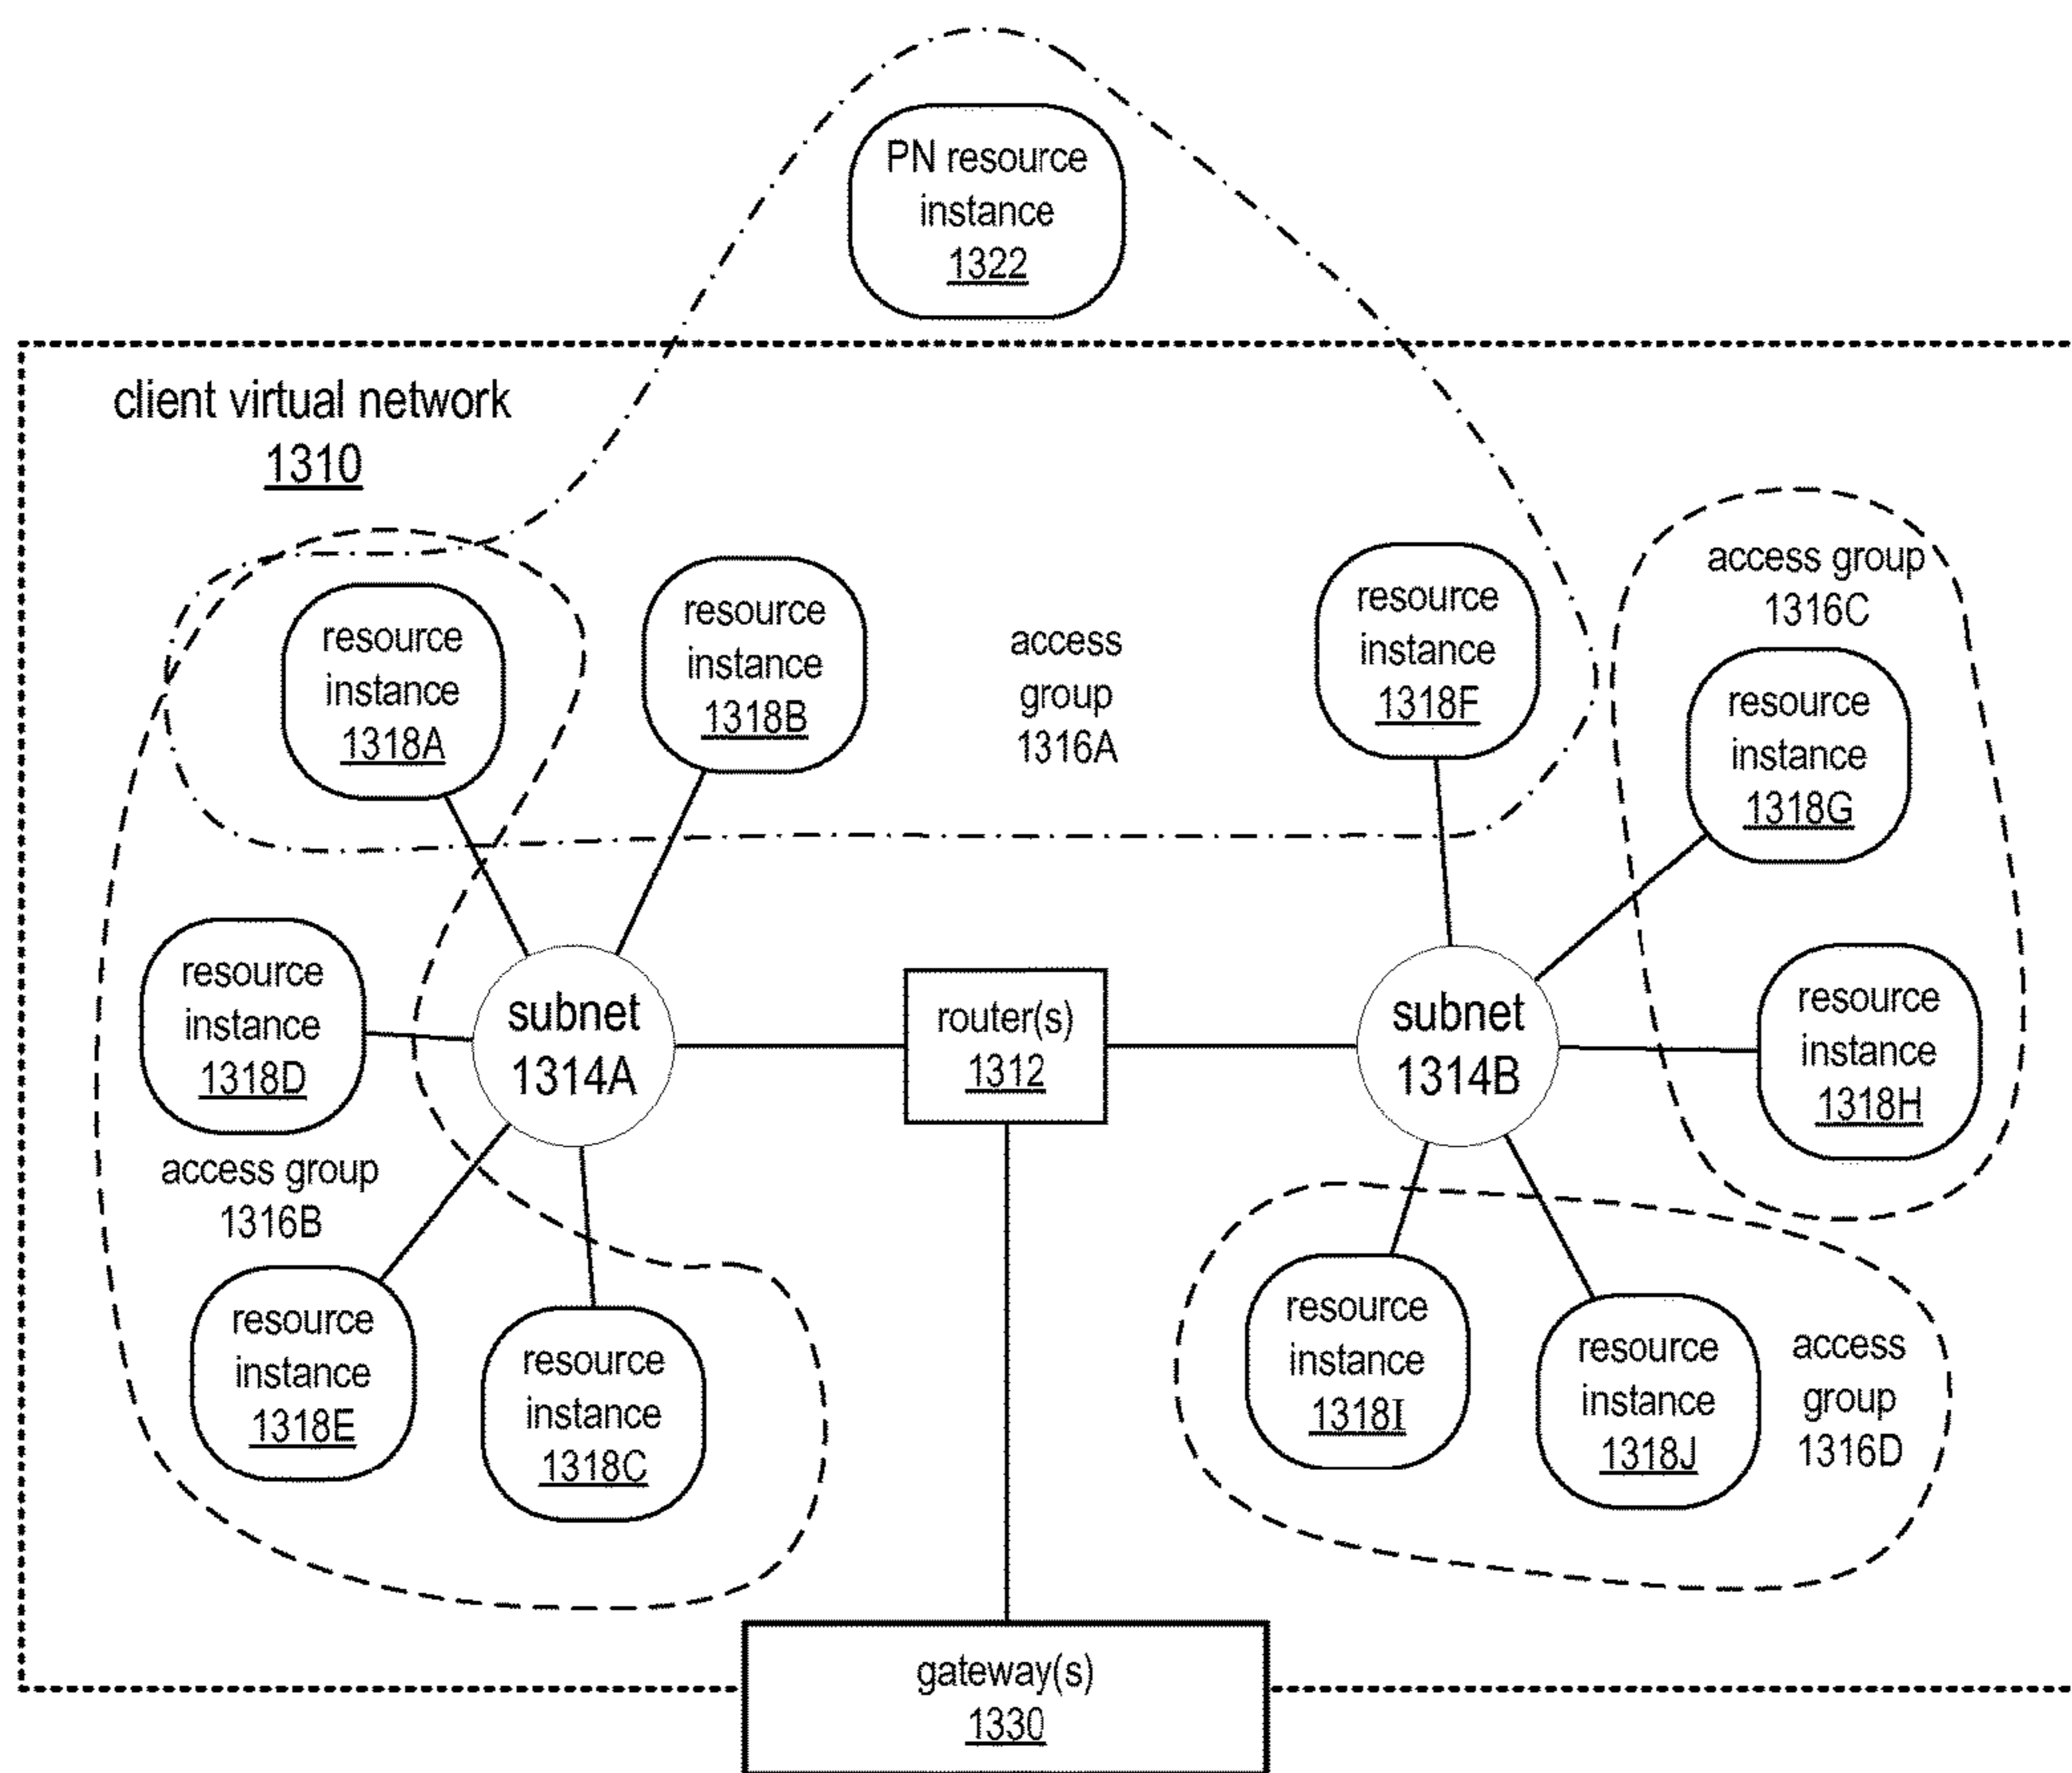 PN resource
instance
1322
client virtual network
1310
resource
instance
1318A
resource
instance
1318B
access
group
1316A
resource
instance
1318F
access group
1316C
resource
instance
1318G
resource
instance
1318D
subnet
1314A
router(s)
1312
subnet
1314B
resource
instance
1318H
access group
1316B
resource
instance
1318E
resource
instance
1318C
resource
instance
1318I
resource
instance
1318J
access
group
1316D
gateway(s)
1330